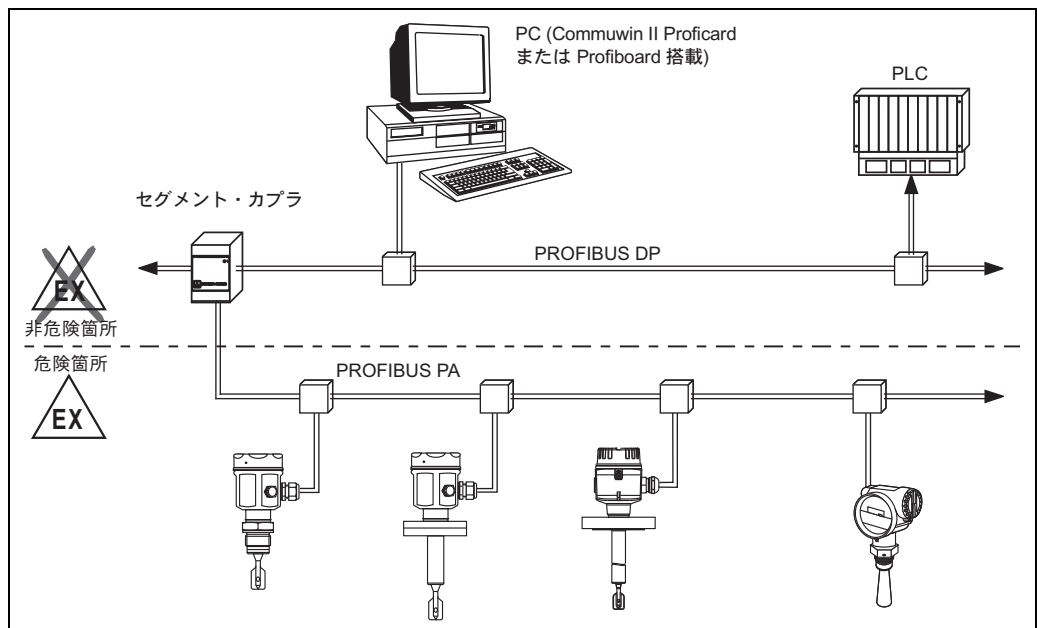 PC (Commuwin II Proficard
または Profiboard 搭載)
PLC
セグメント・カプラ
PROFIBUS DP
EX
非危険箇所
危険箇所
PROFIBUS PA
EX